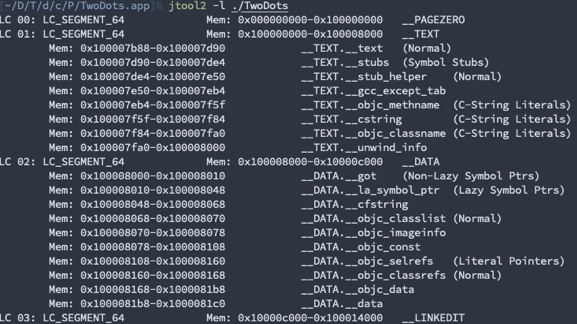 [~/D/T/d/c/P/TwoDots.app]% jtool2 -l ./TwoDots
LC 00: LC_SEGMENT_64 Mem: 0x000000000-0x100000000 __PAGEZERO
LC 01: LC_SEGMENT_64 Mem: 0x100000000-0x100008000 __TEXT
Mem: 0x100007b88-0x100007d90 __TEXT.__text (Normal)
Mem: 0x100007d90-0x100007de4 __TEXT.__stubs (Symbol Stubs)
Mem: 0x100007de4-0x100007e50 __TEXT.__stub_helper (Normal)
Mem: 0x100007e50-0x100007eb4 __TEXT.__gcc_except_tab
Mem: 0x100007eb4-0x100007f5f __TEXT.__objc_methname (C-String Literals)
Mem: 0x100007f5f-0x100007f84 __TEXT.__cstring (C-String Literals)
Mem: 0x100007f84-0x100007fa0 __TEXT.__objc_classname (C-String Literals)
Mem: 0x100007fa0-0x100008000 __TEXT.__unwind_info
LC 02: LC_SEGMENT_64 Mem: 0x100008000-0x10000c000 __DATA
Mem: 0x100008000-0x100008010 __DATA.__got (Non-Lazy Symbol Ptrs)
Mem: 0x100008010-0x100008048 __DATA.__la_symbol_ptr (Lazy Symbol Ptrs)
Mem: 0x100008048-0x100008068 __DATA.__cfstring
Mem: 0x100008068-0x100008070 __DATA.__objc_classlist (Normal)
Mem: 0x100008070-0x100008078 __DATA.__objc_imageinfo
Mem: 0x100008078-0x100008108 __DATA.__objc_const
Mem: 0x100008108-0x100008160 __DATA.__objc_selrefs (Literal Pointers)
Mem: 0x100008160-0x100008168 __DATA.__objc_classrefs (Normal)
Mem: 0x100008168-0x1000081b8 __DATA.__objc_data
Mem: 0x1000081b8-0x1000081c0 __DATA.__data
LC 03: LC_SEGMENT_64 Mem: 0x10000c000-0x100014000 __LINKEDIT